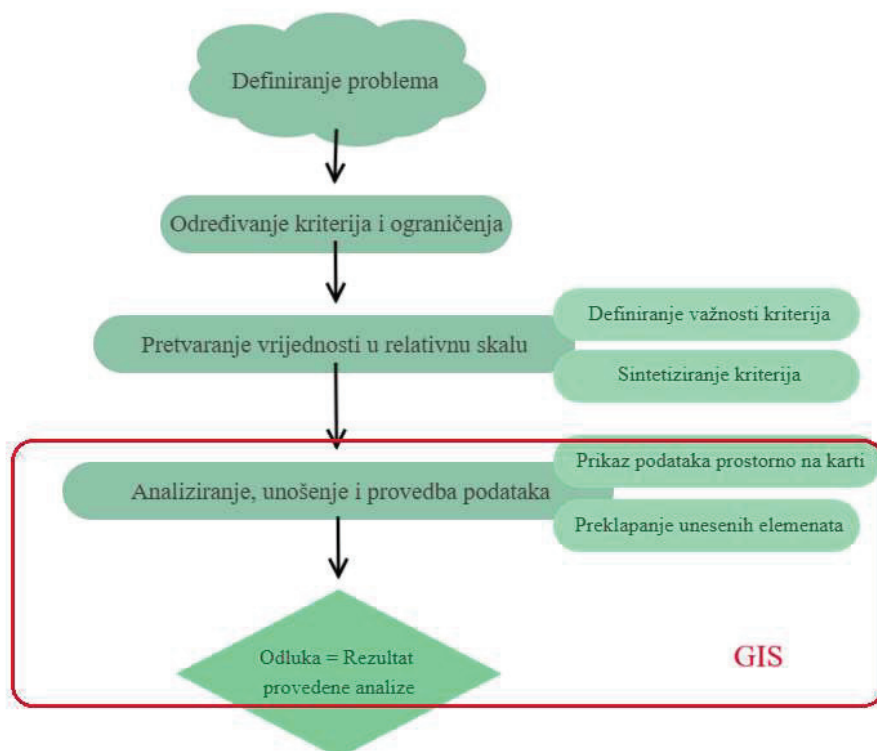 Definiranje problema
Određivanje kriterija i ograničenja
Pretvaranje vrijednosti u relativnu skalu
Definiranje važnosti kriterija
Sintetiziranje kriterija
Analiziranje, unošenje i provedba podataka
Prikaz podataka prostorno na karti
Preklapanje unesenih elemenata
Odluka = Rezultat
provedene analize
GIS